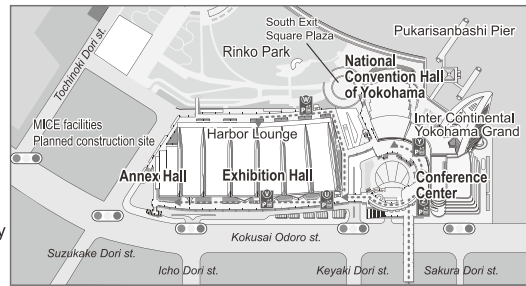 South Exit
Square Plaza
Pukarisanbashi Pier
Rinko Park
National
Convention Hall
of Yokohama
Tochinoki Dori st.
MICE facilities
Planned construction site
Inter Continental
Yokohama Grand
Harbor Lounge
Annex Hall
Exhibition Hall
Conference
Center
Kokusai Odoro st.
Suzukake Dori st.
Icho Dori st.
Keyaki Dori st.
Sakura Dori st.
y